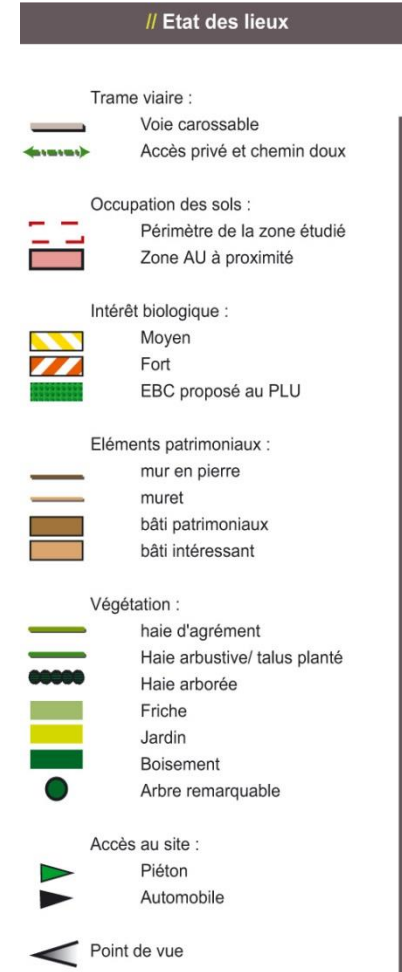 // Etat des lieux
Trame viaire :
Voie carossable
Accès privé et chemin doux
Occupation des sols :
Périmètre de la zone étudié
Zone AU à proximité
Intérêt biologique :
Moyen
Fort
EBC proposé au PLU
Eléments patrimoniaux :
mur en pierre
muret
bâti patrimoniaux
bâti intéressant
Végétation :
haie d'agrément
Haie arbustive/ talus planté
Haie arborée
Friche
Jardin
Boisement
Arbre remarquable
Accès au site :
Piéton
Automobile
Point de vue